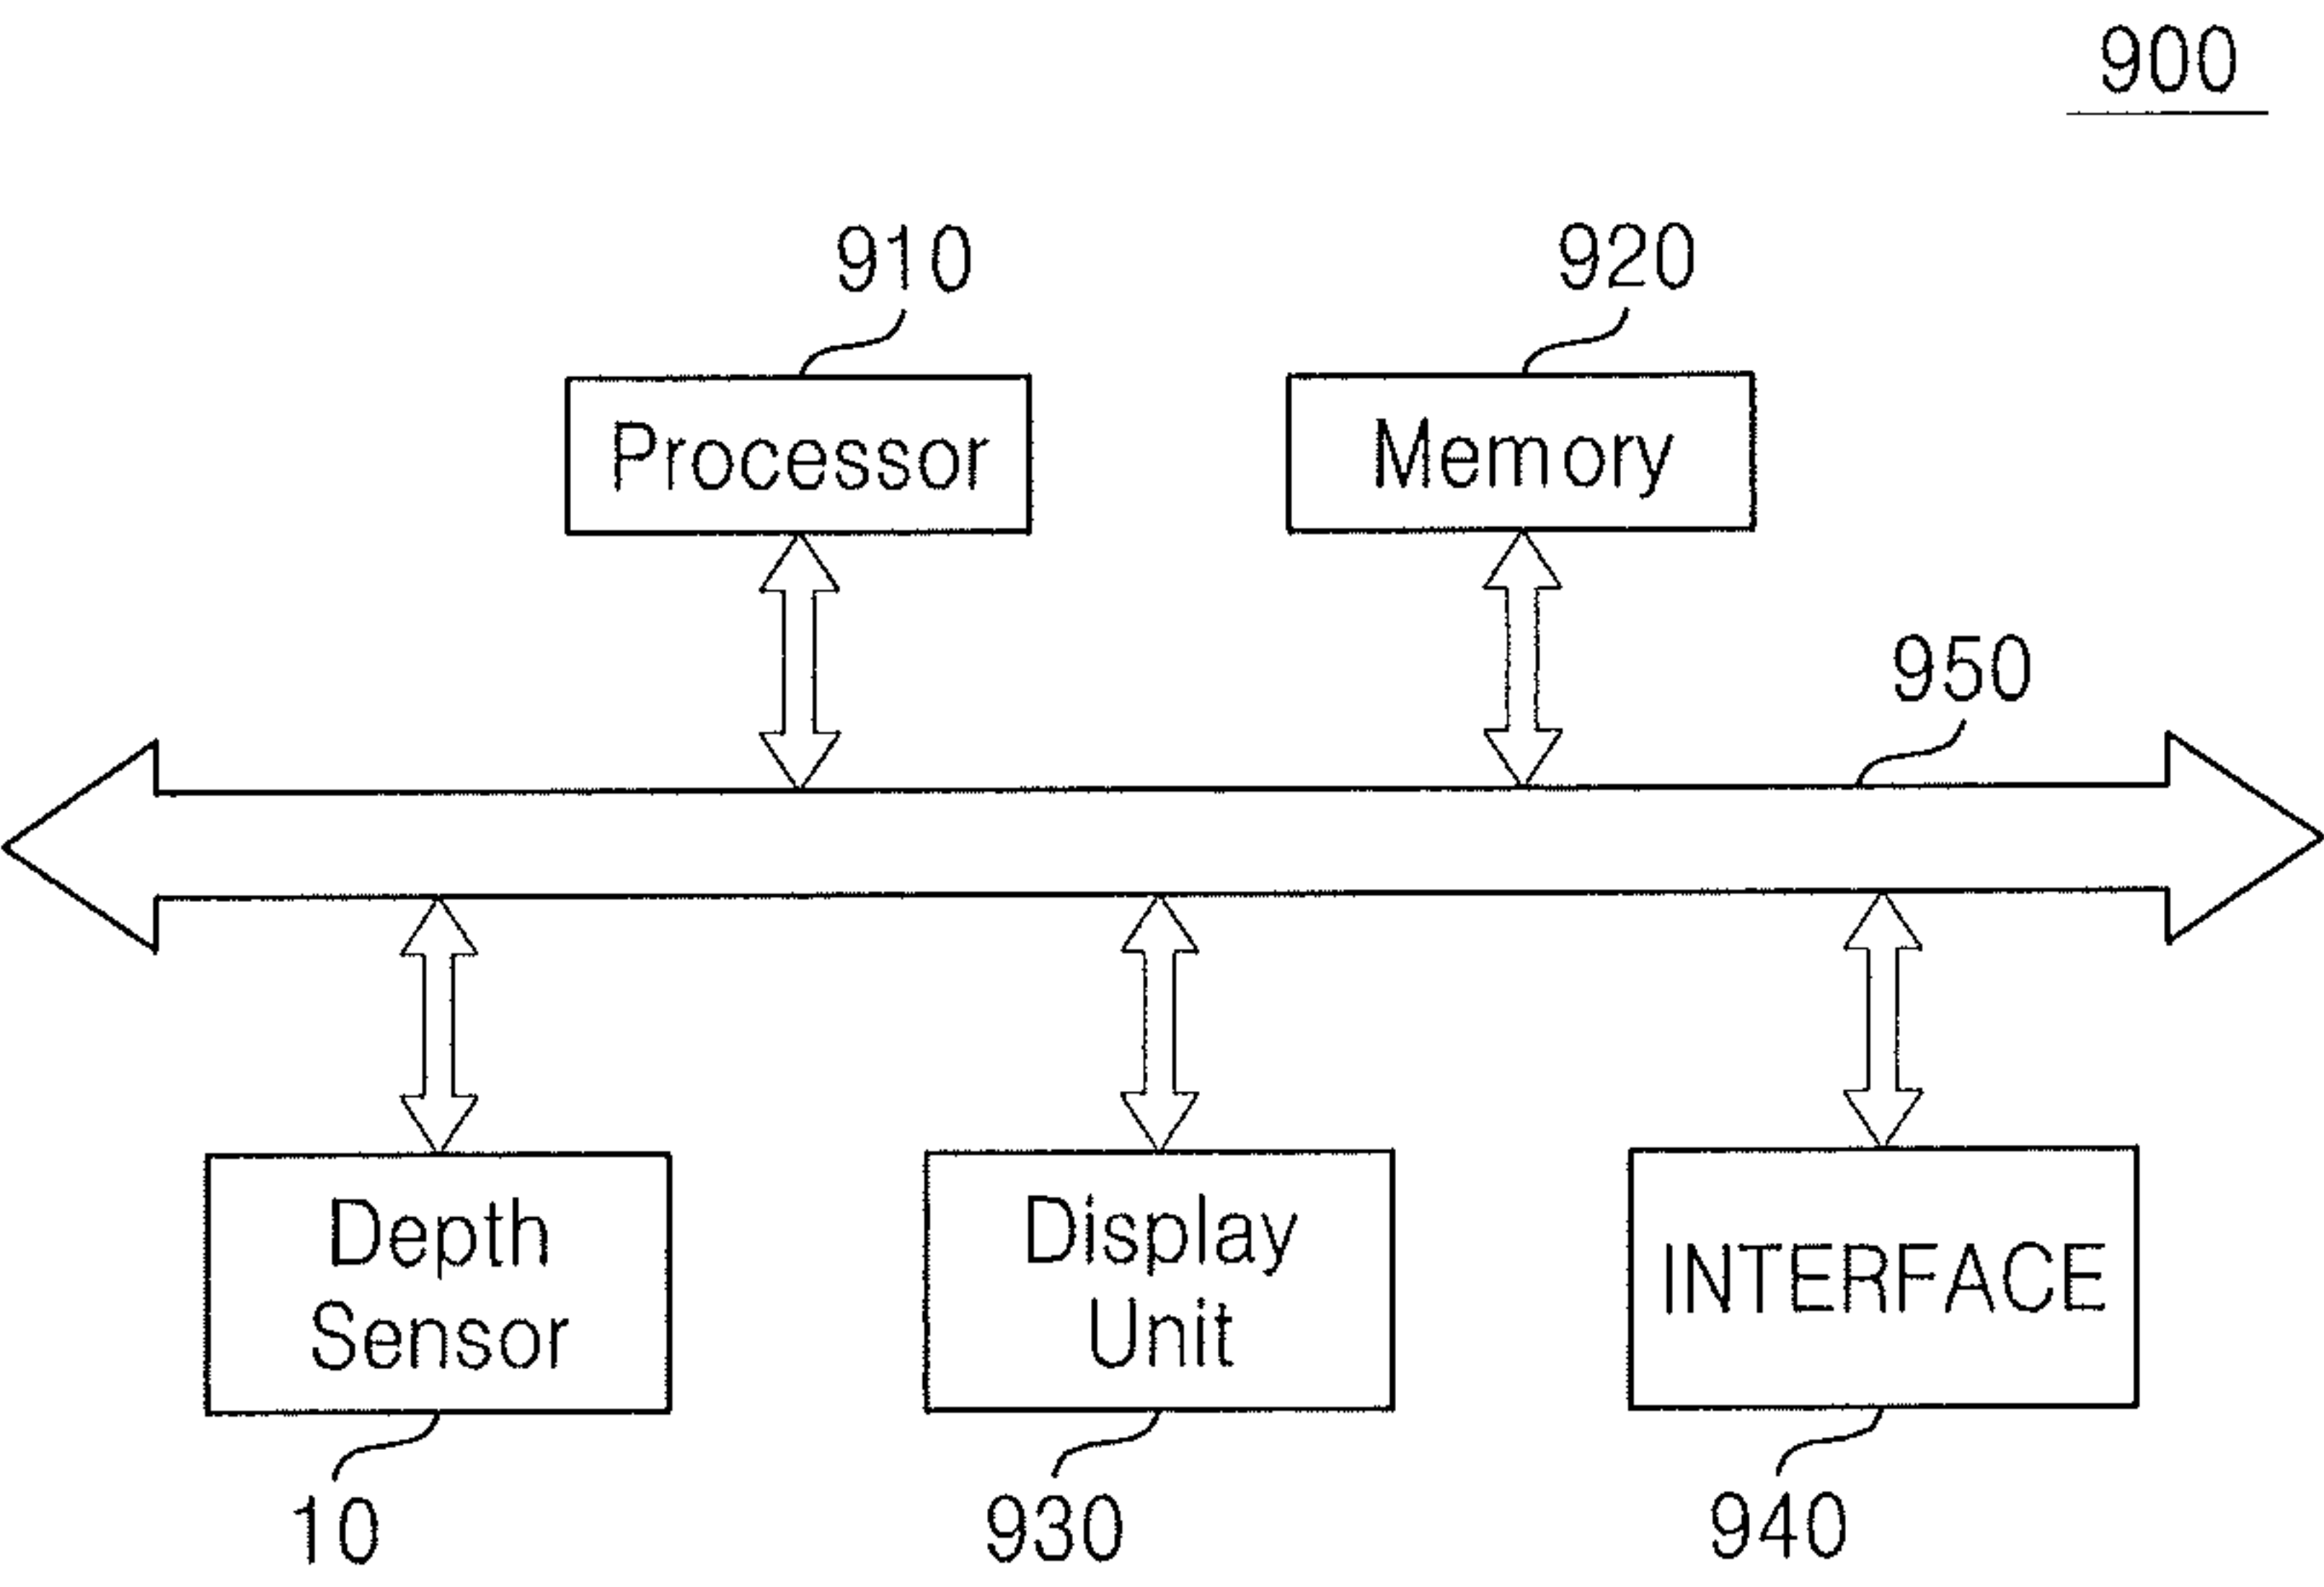 900
910
920
Processor
Memory
950
Depth
Sensor
Display
Unit
INTERFACE
10
930
940